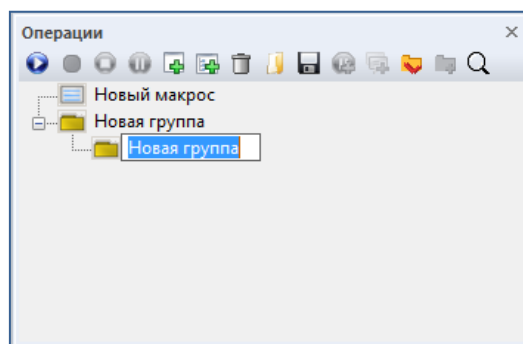 Операции
Новый макрос
Новая группа
Новая группа